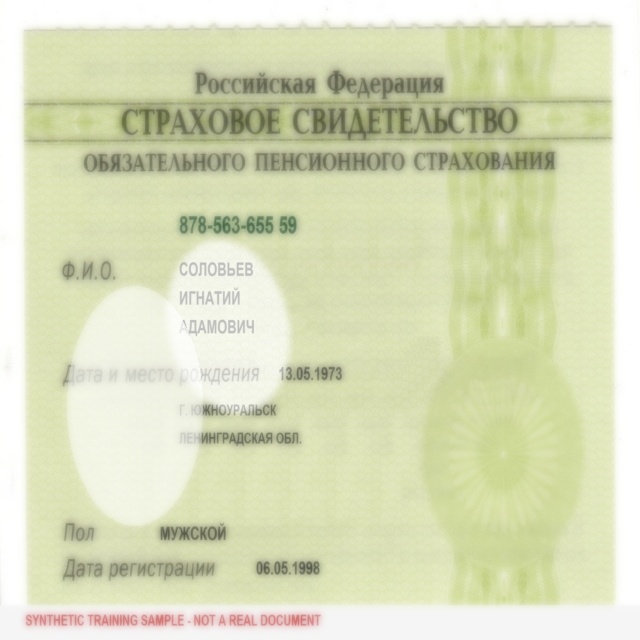 Российская Федерация
СТРАХОВОЕ СВИДЕТЕЛЬСТВО
ОБЯЗАТЕЛЬНОГО ПЕНСИОННОГО СТРАХОВАНИЯ
878-563-655 59
Ф.И.О. СОЛОВЬЕВ
ИГНАТИЙ
АДАМОВИЧ
Дата и место рождения 13.05.1973
Г. ЮЖНОУРАЛЬСК
ЛЕНИНГРАДСКАЯ ОБЛ.
Пол МУЖСКОЙ
Дата регистрации 06.05.1998
SYNTHETIC TRAINING SAMPLE - NOT A REAL DOCUMENT